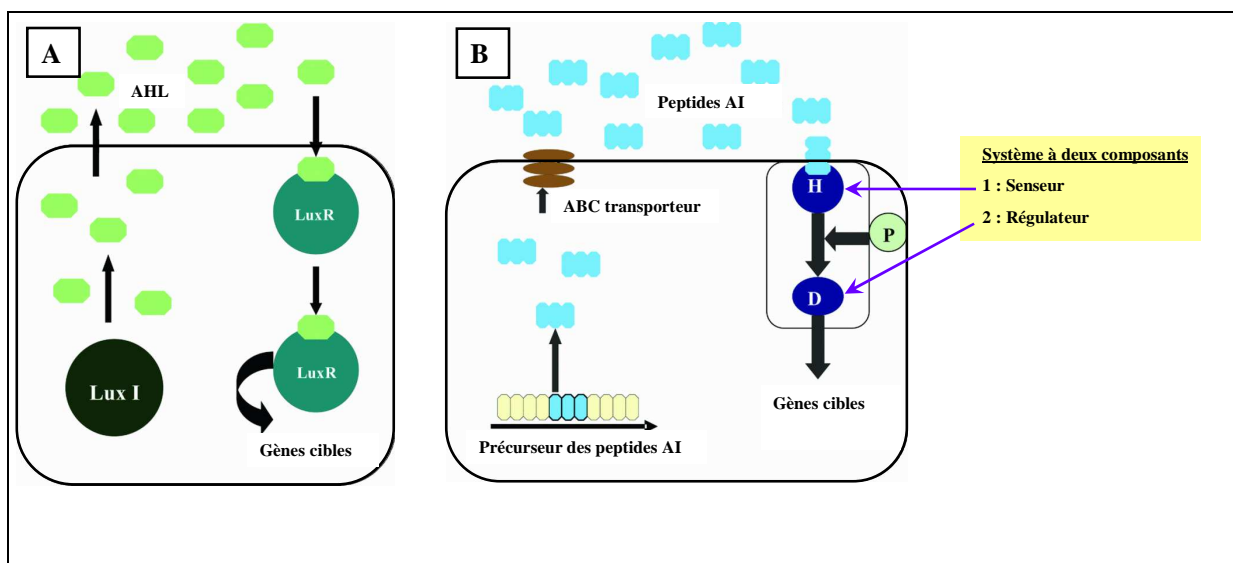 A
AHL
LuxR
LuxR
Lux I
Gènes cibles
B
Peptides AI
ABC transporteur
H
P
D
Gènes cibles
Précurseur des peptides AI
Système à deux composants
1 : Senseur
2 : Régulateur